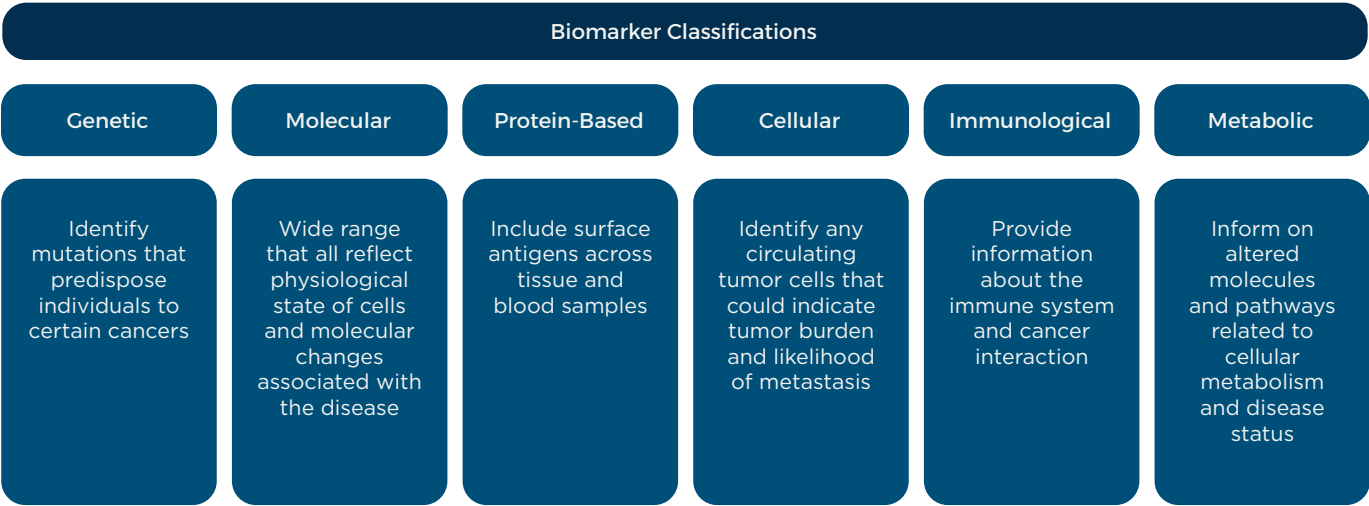 Biomarker Classifications
Genetic
Molecular
Protein-Based
Cellular
Immunological
Metabolic
Identify
mutations that
predispose
individuals to
certain cancers
Wide range
that all reflect
physiological
state of cells
and molecular
changes
associated with
the disease
Include surface
antigens across
tissue and
blood samples
Identify any
circulating
tumor cells that
could indicate
tumor burden
and likelihood
of metastasis
Provide
information
about the
immune system
and cancer
interaction
Inform on
altered
molecules
and pathways
related to
cellular
metabolism
and disease
status